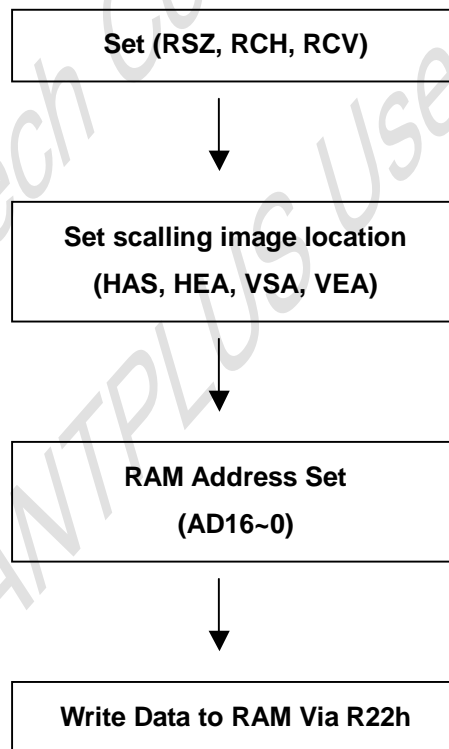 Set (RSZ, RCH, RCV)
Set scalling image location
(HAS, HEA, VSA, VEA)
RAM Address Set
(AD16~0)
Write Data to RAM Via R22h